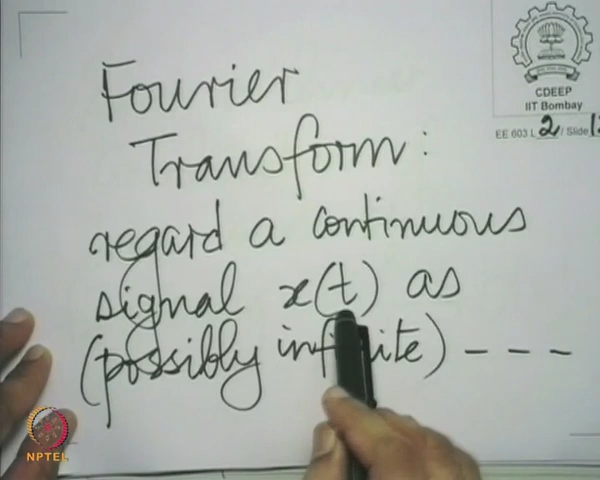 CDEEP
IIT Bombay
EE 603 L 2 / Slide
Fourier
Transform:
regard a continuous
signal x(t) as
(possibly infinite) - - -
NPTEL